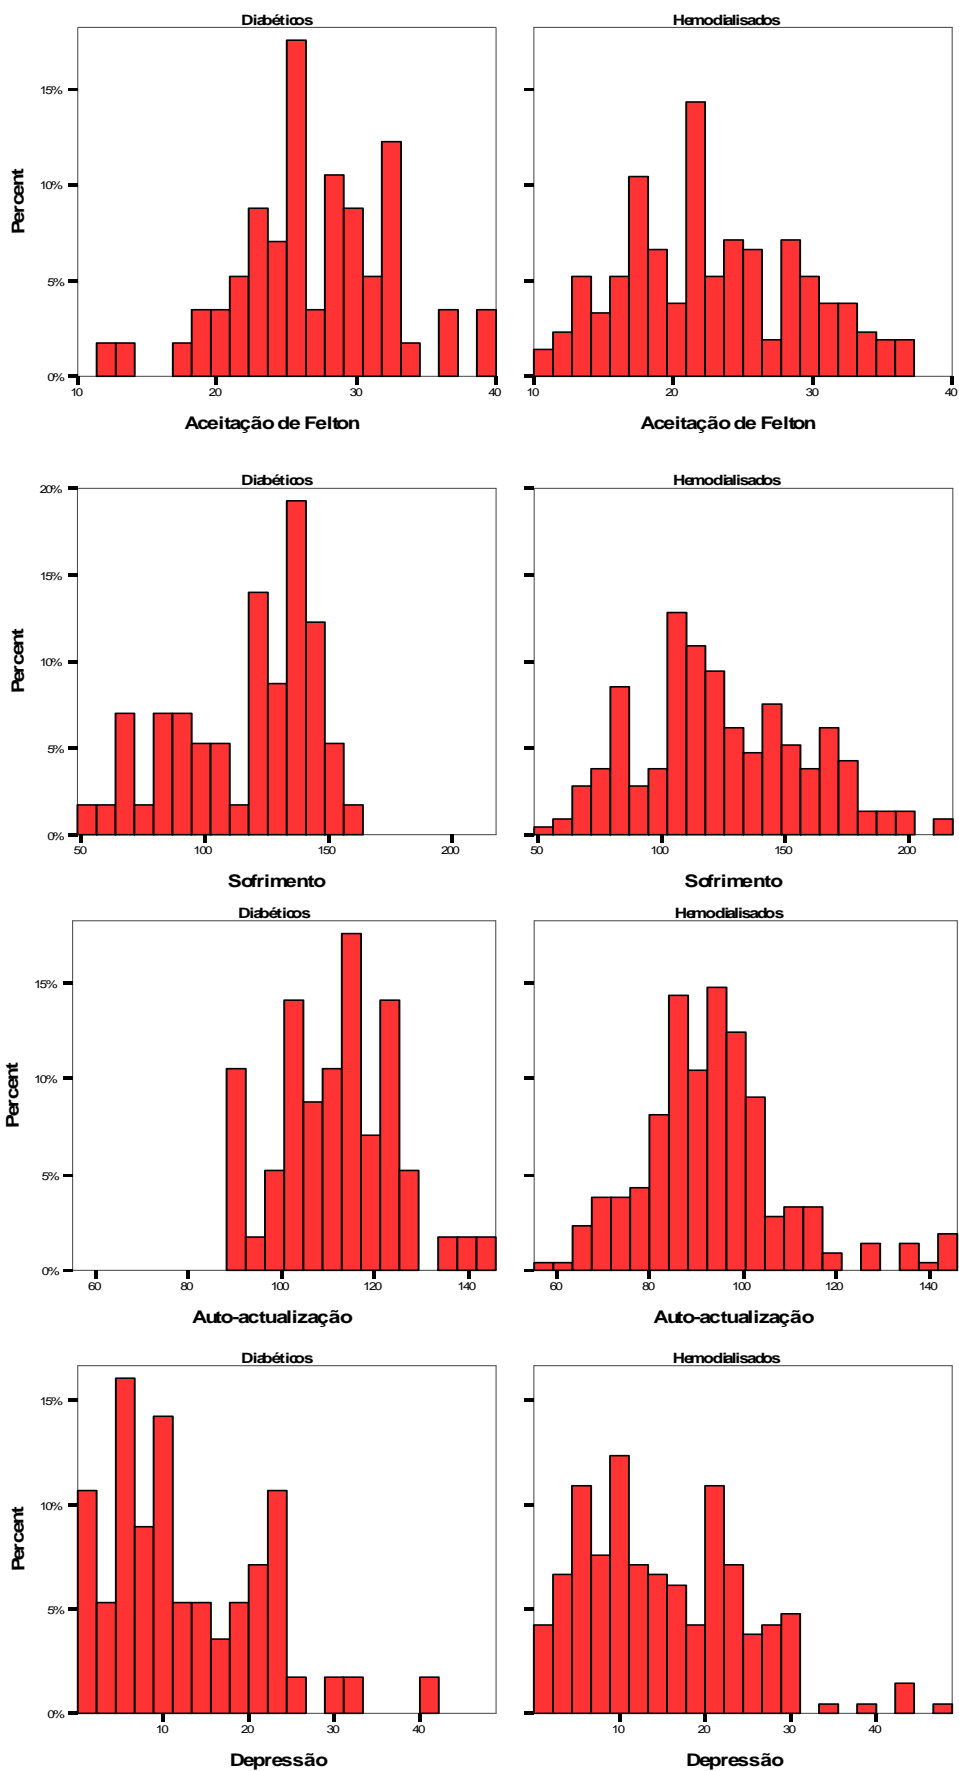 Diabéticos Hemodialisados
15%
10%
Percent
5%
0%
10 20 30 40 10 20 30 40
Aceitação de Felton Aceitação de Felton
Diabéticos Hemodialisados
20%
15%
Percent
10%
5%
0%
50 100 150 200 50 100 150 200
Sofrimento Sofrimento
Diabéticos Hemodialisados
15%
10%
Percent
5%
0%
60 80 100 120 140 60 80 100 120 140
Auto-actualização Auto-actualização
Diabéticos Hemodialisados
15%
10%
Percent
5%
0%
10 20 30 40 10 20 30 40
Depressão Depressão